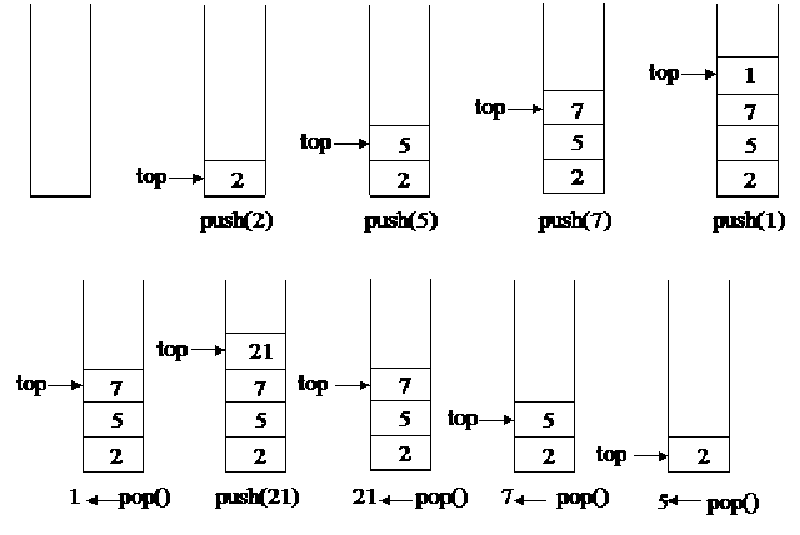 top 1
top 7 7
top 5 5 5
top 2 2 2 2
push(2) push(5) push(7) push(1)
top 21
top 7 7 top 7
5 5 5 top 5
2 2 2 2 top 2
1 pop() push(21) 21 pop() 7 pop() 5 pop()